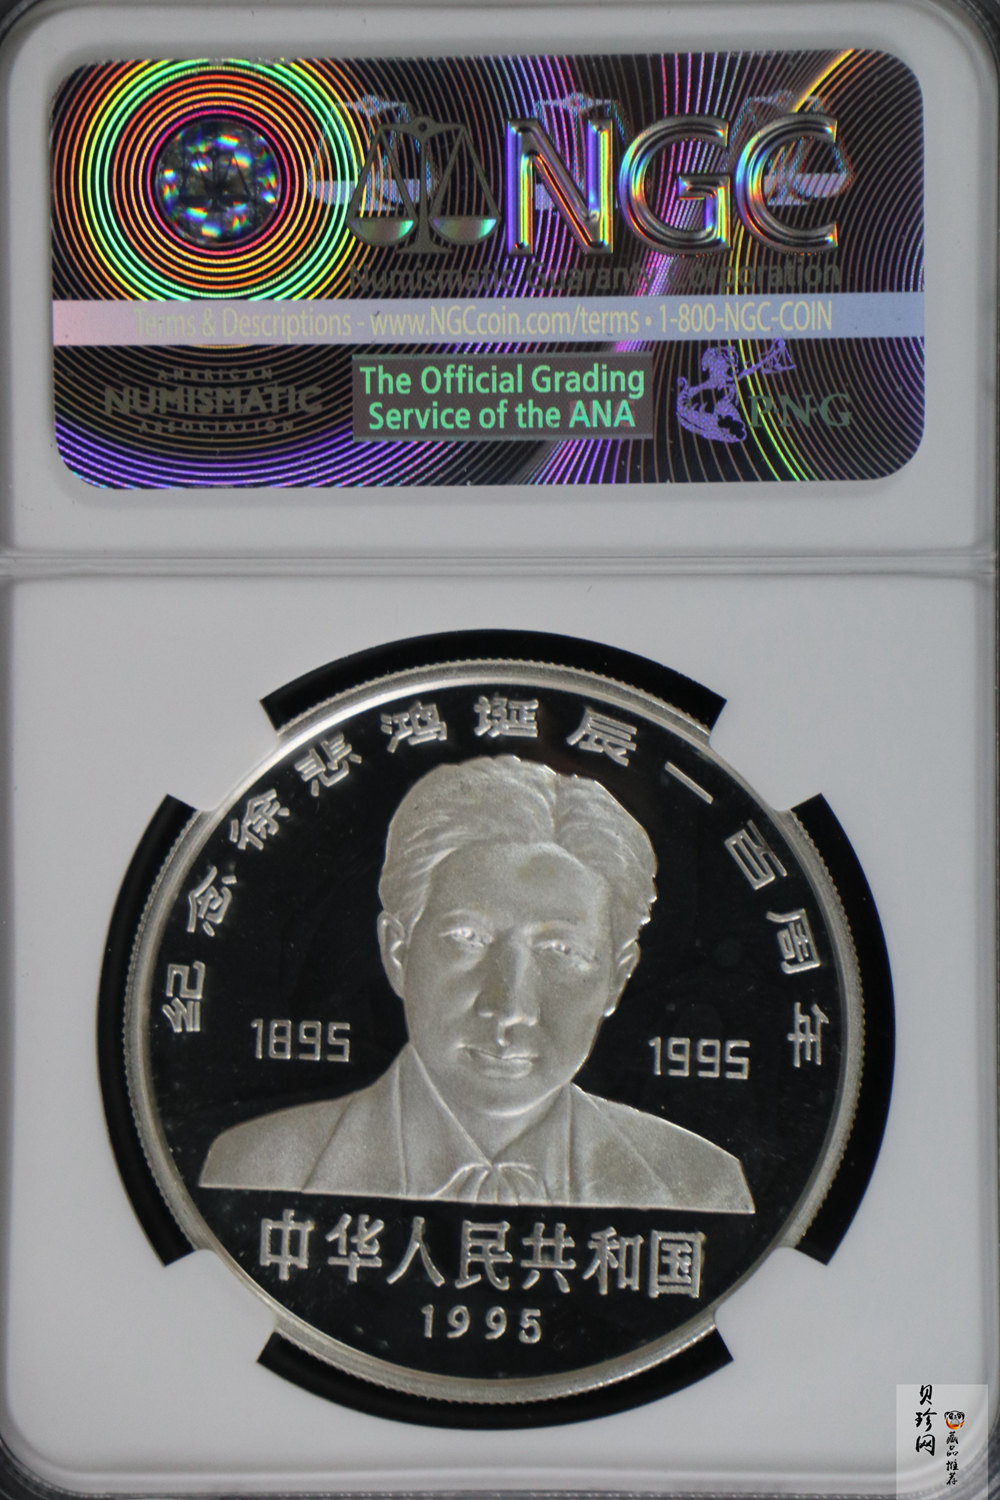 NGC
Numismatic Guaranty Corporation
Terms & Descriptions - www.NGCcoin.com/terms • 1-800-NGC-COIN
AMERICAN
NUMISMATIC
ASSOCIATION
The Official Grading
Service of the ANA
PNG
纪念徐悲鸿诞辰一百周年
1895
1995
中华人民共和国
1995
贝珍网
藏品推荐